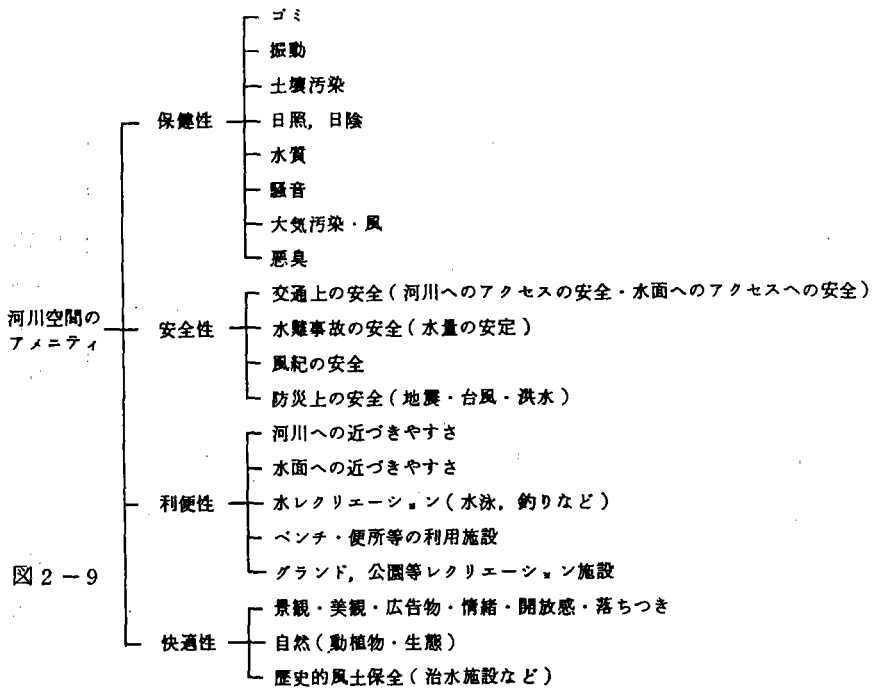 ゴミ
振動
土壌汚染
日照，日陰
保健性
水質
騒音
大気汚染・風
悪臭
河川空間の
アメニティ
交通上の安全（河川へのアクセスの安全・水面へのアクセスへの安全）
安全性
水難事故の安全（水量の安定）
風紀の安全
防災上の安全（地震・台風・洪水）
河川への近づきやすさ
水面への近づきやすさ
利便性
水レクリエーション（水泳，釣りなど）
ベンチ・便所等の利用施設
グランド，公園等レクリエーション施設
図2－9
景観・美観・広告物・情緒・開放感・落ちつき
快適性
自然（動植物・生態）
歴史的風土保全（治水施設など）